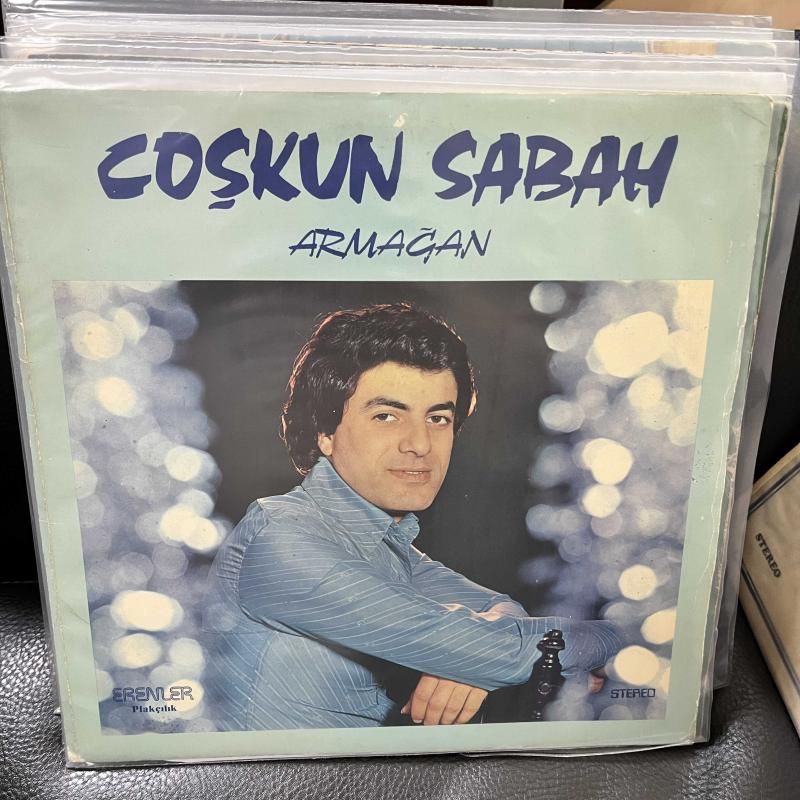 COŞKUN SABAH
ARMAĞAN
ERENLER
Plakçılık
STEREO
STEREO